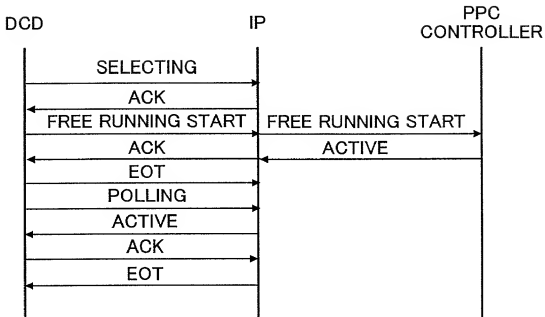 DCD IP PPC CONTROLLER
SELECTING
ACK
FREE RUNNING START FREE RUNNING START
ACK ACTIVE
EOT
POLLING
ACTIVE
ACK
EOT